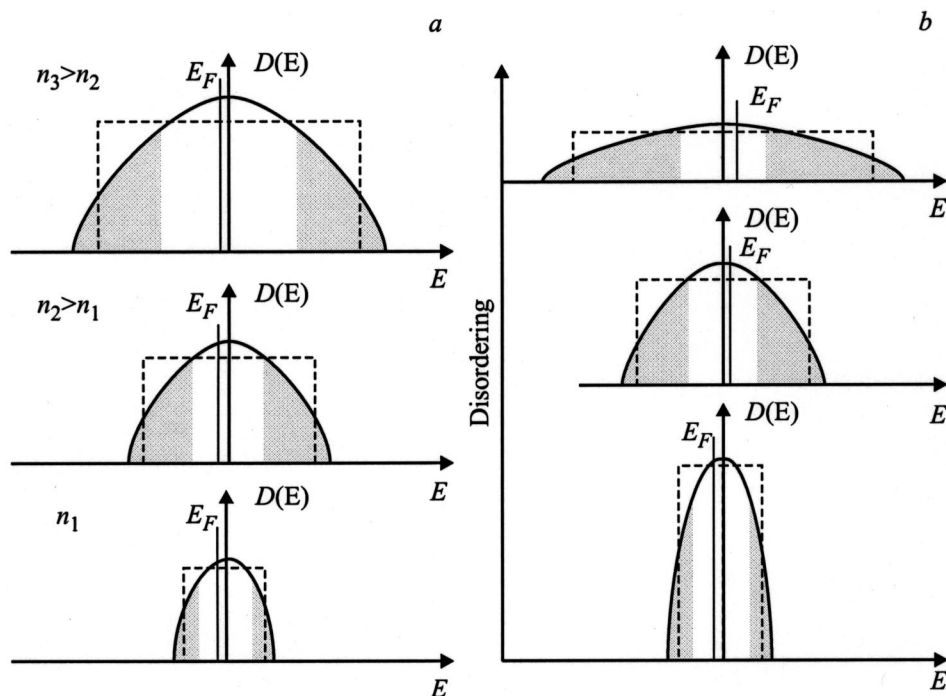 a
n3>n2
EF
D(E)
E
n2>n1
EF
D(E)
E
n1
EF
D(E)
E
b
Disordering
D(E)
EF
E
D(E)
EF
E
D(E)
EF
E